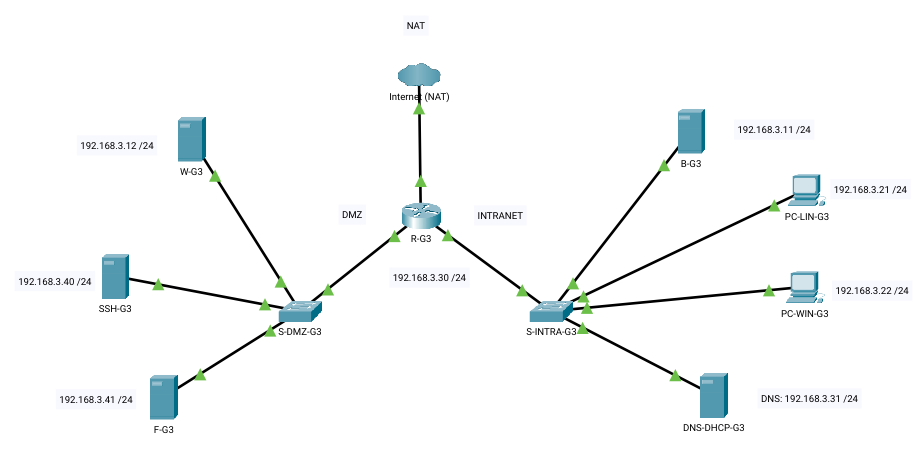 NAT
Internet (NAT)
192.168.3.12 /24
W-G3
192.168.3.11 /24
B-G3
192.168.3.21 /24
PC-LIN-G3
DMZ
INTRANET
R-G3
192.168.3.30 /24
192.168.3.40 /24
SSH-G3
S-DMZ-G3
S-INTRA-G3
192.168.3.22 /24
PC-WIN-G3
192.168.3.41 /24
F-G3
DNS: 192.168.3.31 /24
DNS-DHCP-G3